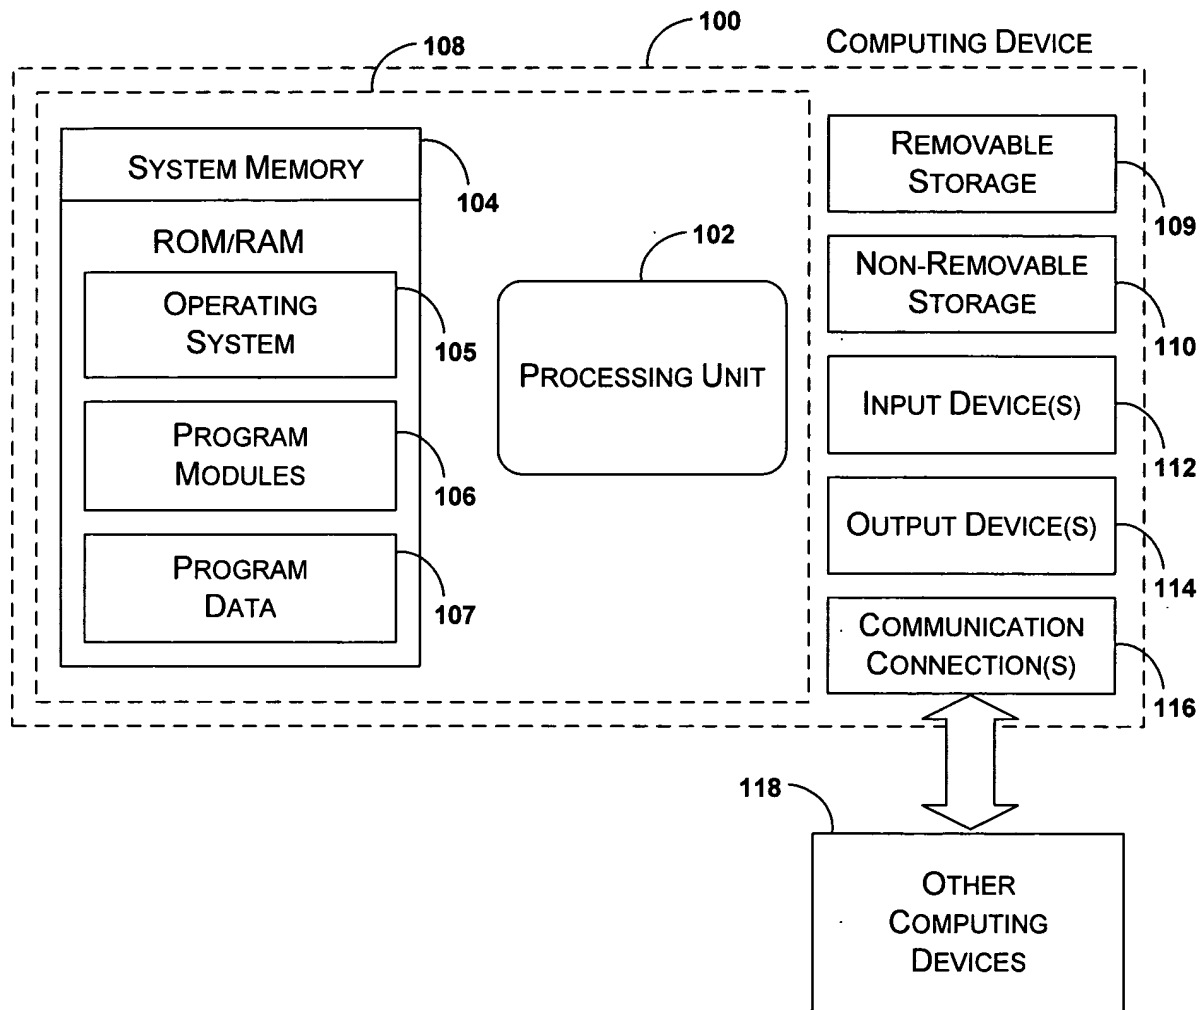 100
COMPUTING DEVICE
108
SYSTEM MEMORY
104
ROM/RAM
OPERATING
SYSTEM
105
PROGRAM
MODULES
106
PROGRAM
DATA
107
102
PROCESSING UNIT
REMOVABLE
STORAGE
109
NON-REMOVABLE
STORAGE
110
INPUT DEVICE(S)
112
OUTPUT DEVICE(S)
114
COMMUNICATION
CONNECTION(S)
116
118
OTHER
COMPUTING
DEVICES